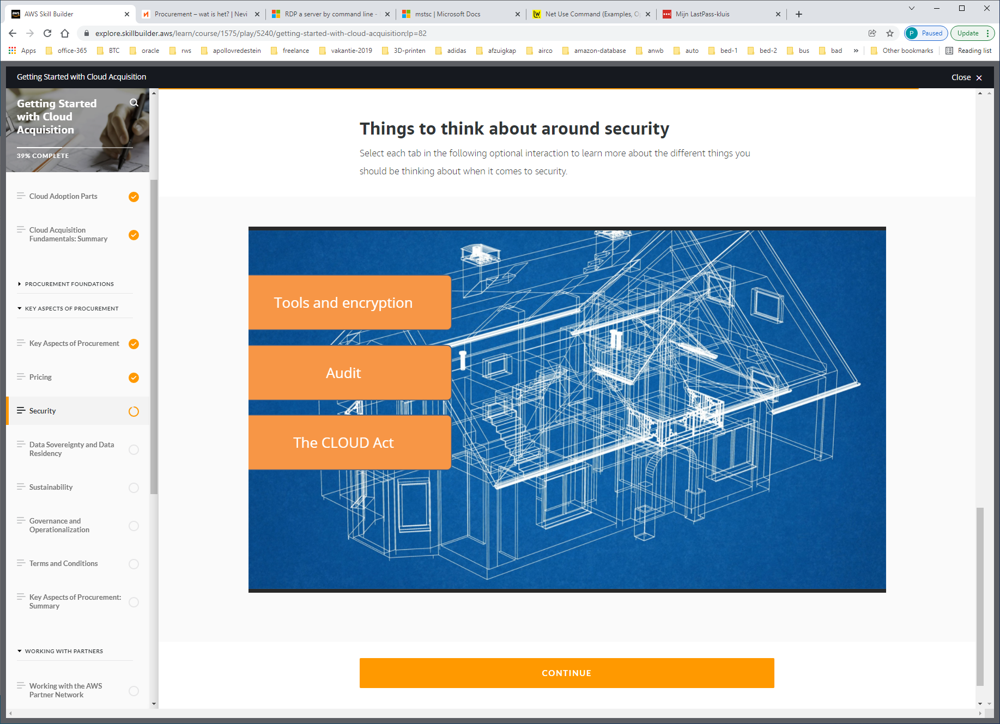 AWS Skill Builder
Procurement – wat is het? | Nevi
RDP a server by command line -
mstsc | Microsoft Docs
Net Use Command (Examples, O
Mijn LastPass-kluis
explore.skillbuilder.aws/learn/course/1575/play/5240/getting-started-with-cloud-acquisition;lp=82
P Paused
Update
Apps
office-365
BTC
oracle
rws
apollovredestein
freelance
vakantie-2019
3D-printen
adidas
afzuigkap
airco
amazon-database
anwb
auto
bed-1
bed-2
bus
bad
»
Other bookmarks
Reading list
Getting Started with Cloud Acquisition
Close
Getting Started
with Cloud
Acquisition
39% COMPLETE
Cloud Adoption Parts
Cloud Acquisition
Fundamentals: Summary
PROCUREMENT FOUNDATIONS
KEY ASPECTS OF PROCUREMENT
Key Aspects of Procurement
Pricing
Security
Data Sovereignty and Data
Residency
Sustainability
Governance and
Operationalization
Terms and Conditions
Key Aspects of Procurement:
Summary
WORKING WITH PARTNERS
Working with the AWS
Partner Network
Things to think about around security
Select each tab in the following optional interaction to learn more about the different things you
should be thinking about when it comes to security.
Tools and encryption
Audit
The CLOUD Act
CONTINUE